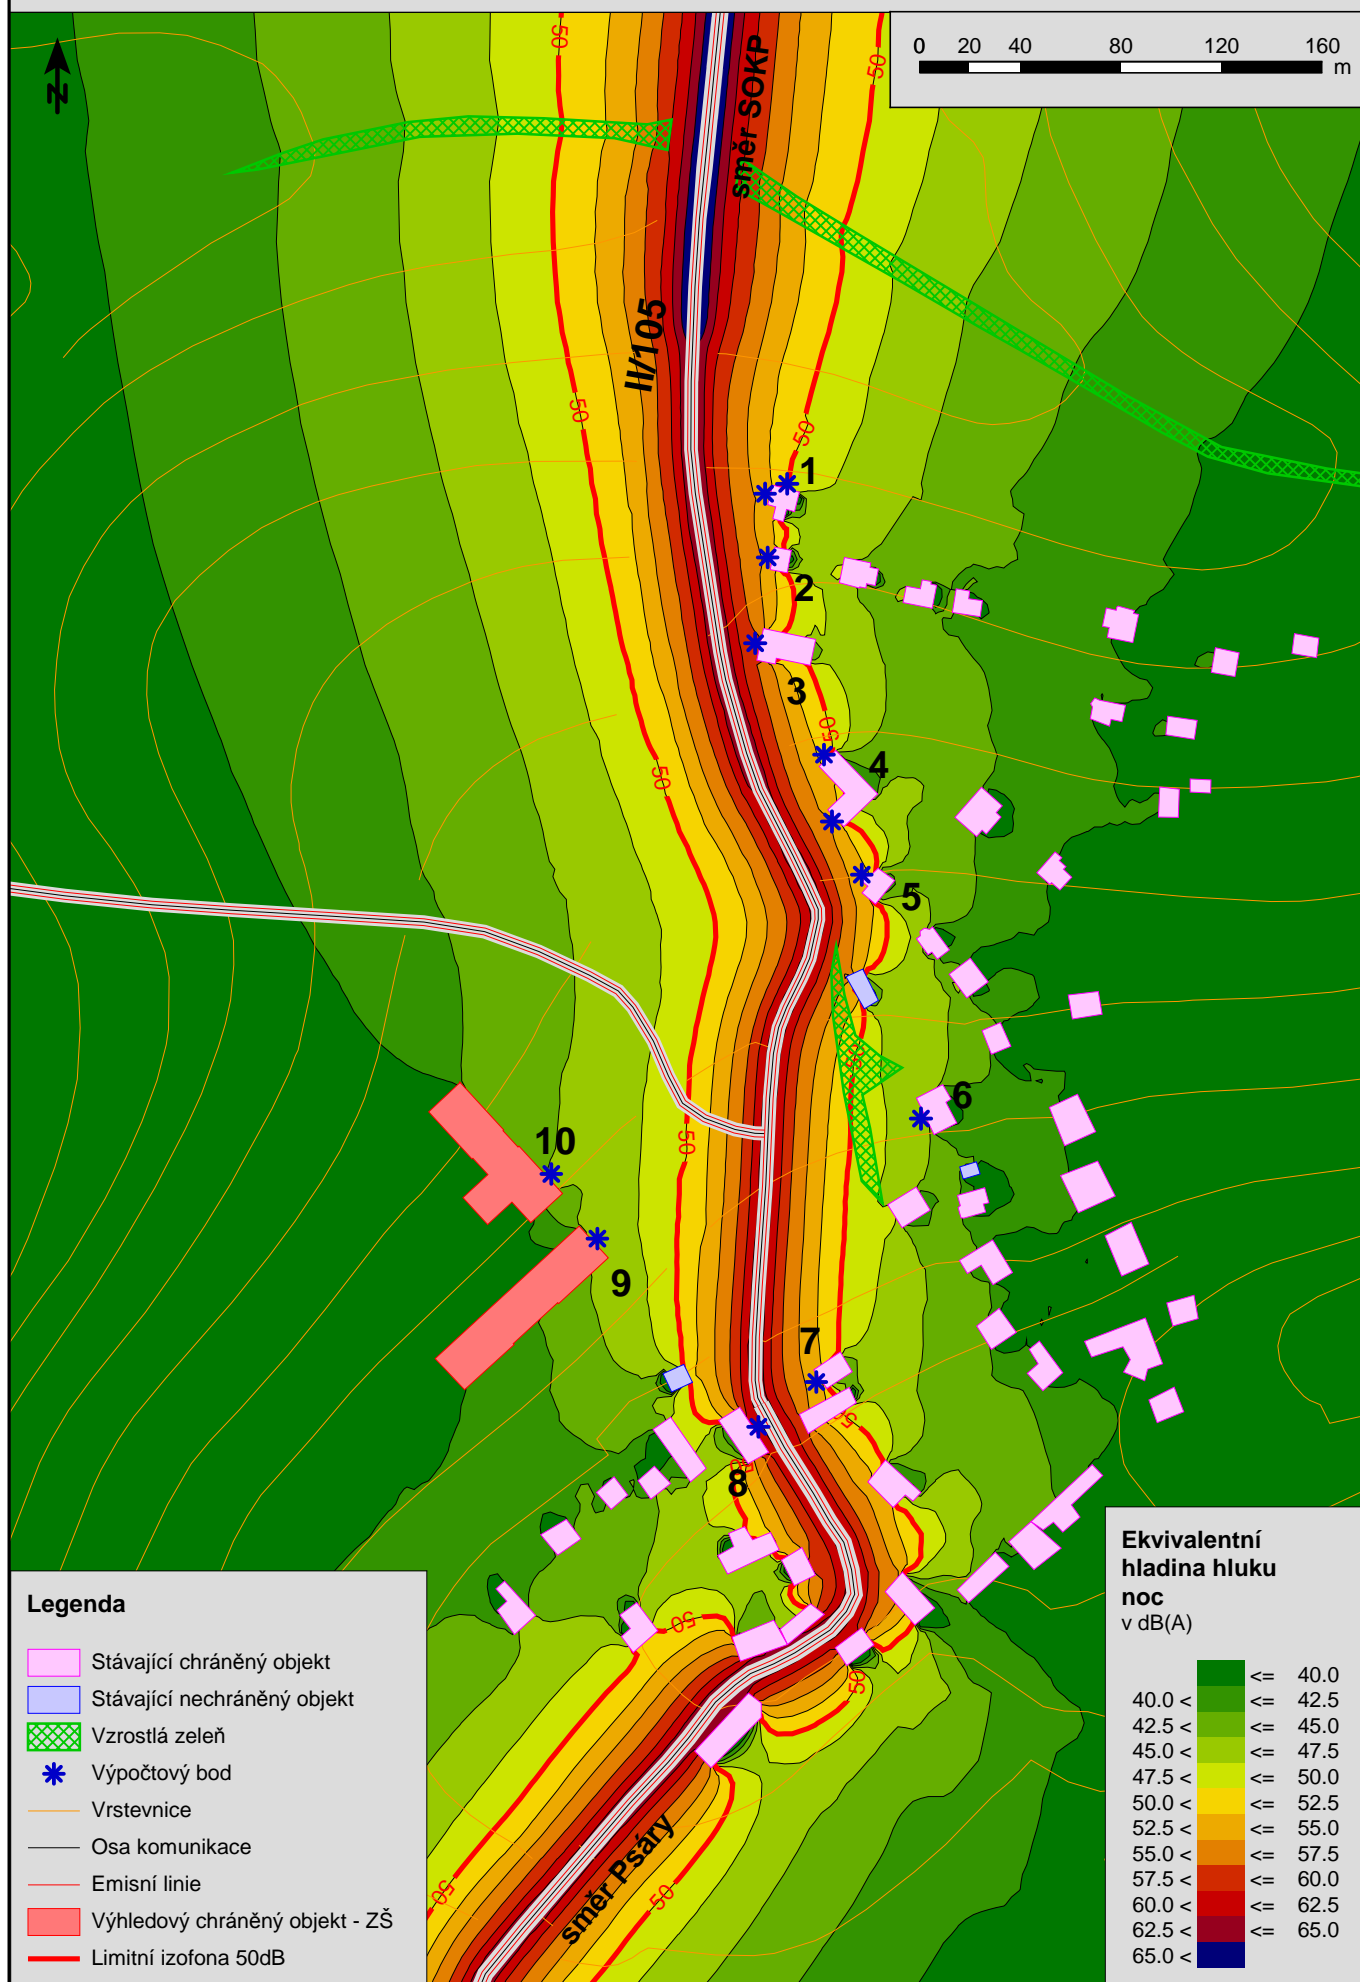 0 20 40 80 120 160
m
N
50
50
směr SOKP
II/105
50
50
1
2
3
50
50
4
5
50
6
10
50
9
7
50
50
8
50
50
50
50
směr Psáry
Legenda
Stávající chráněný objekt
Stávající nechráněný objekt
Vzrostlá zeleň
Výpočtový bod
Vrstevnice
Osa komunikace
Emisní linie
Výhledový chráněný objekt - ZŠ
Limitní izofona 50dB
Ekvivalentní
hladina hluku
noc
v dB(A)
<= 40.0
40.0 < <= 42.5
42.5 < <= 45.0
45.0 < <= 47.5
47.5 < <= 50.0
50.0 < <= 52.5
52.5 < <= 55.0
55.0 < <= 57.5
57.5 < <= 60.0
60.0 < <= 62.5
62.5 < <= 65.0
65.0 <